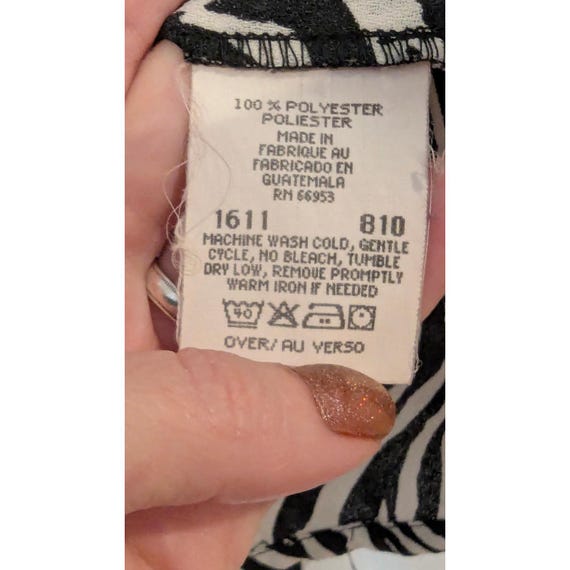 100 % POLYESTER
POLIESTER
MADE IN
FABRIQUE AU
FABRICADO EN
GUATEMALA
RN 66953
1611 810
MACHINE WASH COLD, GENTLE
CYCLE, NO BLEACH, TUMBLE
DRY LOW, REMOVE PROMPTLY
WARM IRON IF NEEDED
40
OVER/ AU VERSO